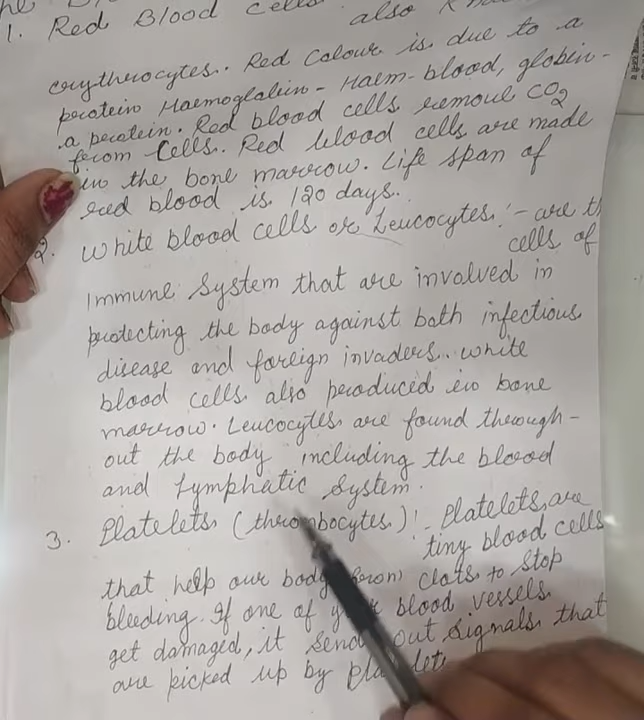 1. Red Blood Cells also
erythrocytes. Red Colour is due to a
protein Haemoglobin - Haem-blood, globin-
a protein. Red blood cells remove CO2
from Cells. Red blood cells are made
in the bone marrow. Life span of
red blood is 120 days.
2. White blood cells or Leucocytes :- are
cells of
Immune System that are involved in
protecting the body against both infectious
disease and foreign invaders. white
blood cells also produced in bone
marrow. Leucocytes are found through-
out the body including the blood
and Lymphatic System.
3. Platelets (thrombocytes) :- Platelets are
tiny blood cells
that help our body form clots to stop
bleeding. If one of blood vessels
get damaged, it send out signals that
are picked up by